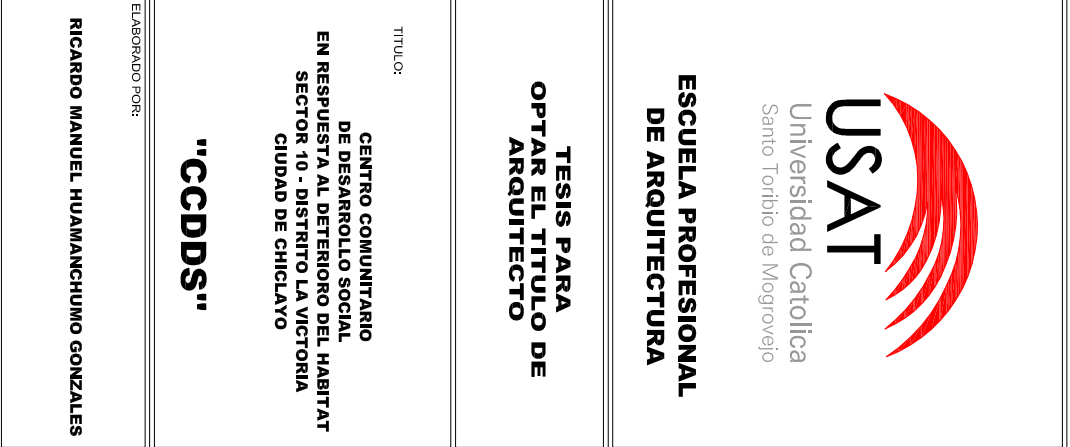 USAT
Universidad Catolica
Santo Toribio de Mogrovejo
ESCUELA PROFESIONAL
DE ARQUITECTURA
TESIS PARA
OPTAR EL TITULO DE
ARQUITECTO
TITULO:
CENTRO COMUNITARIO
DE DESARROLLO SOCIAL
EN RESPUESTA AL DETERIORO DEL HABITAT
SECTOR 10 - DISTRITO LA VICTORIA
CIUDAD DE CHICLAYO
"CCDDS"
ELABORADO POR:
RICARDO MANUEL HUAMANCHUMO GONZALES